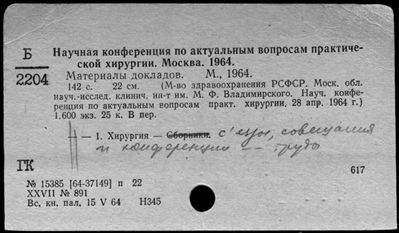 Б
2204
Научная конференция по актуальным вопросам практиче-
ской хирургии. Москва. 1964.
Материалы докладов. М., 1964.
142 с. 22 см. (М-во здравоохранения РСФСР. Моск. обл.
науч.-исслед. клинич. ин-т им. М. Ф. Владимирского. Науч. конфе-
ренция по актуальным вопросам практ. хирургии, 28 апр. 1964 г.)
1.600 экз. 25 к. В пер.
— 1. Хирургия — Сборники. съезды, совещания
и конференции — труды
ГК
617
№ 15385 [64-37149] п 22
XXVII № 891
Вс. кн. пал, 15 V 64 Н345